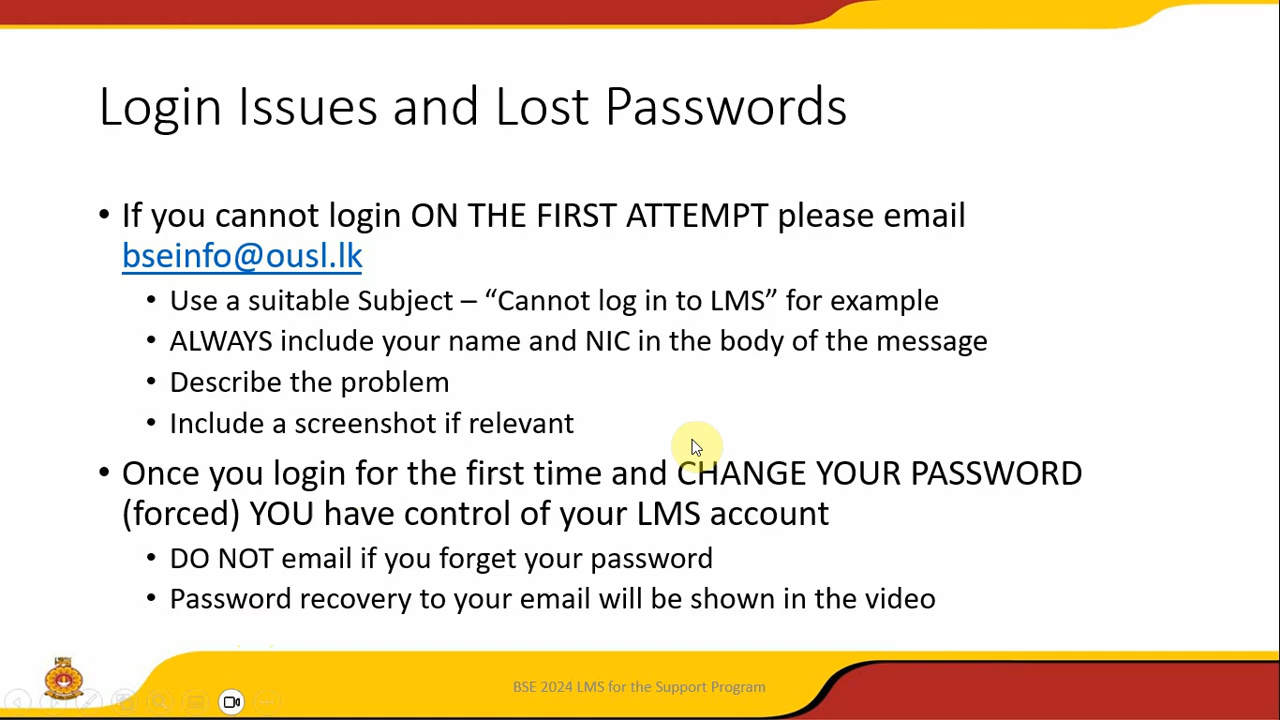 Login Issues and Lost Passwords
• If you cannot login ON THE FIRST ATTEMPT please email
bseinfo@ousl.lk
• Use a suitable Subject – “Cannot log in to LMS” for example
• ALWAYS include your name and NIC in the body of the message
• Describe the problem
• Include a screenshot if relevant
• Once you login for the first time and CHANGE YOUR PASSWORD
(forced) YOU have control of your LMS account
• DO NOT email if you forget your password
• Password recovery to your email will be shown in the video
BSE 2024 LMS for the Support Program